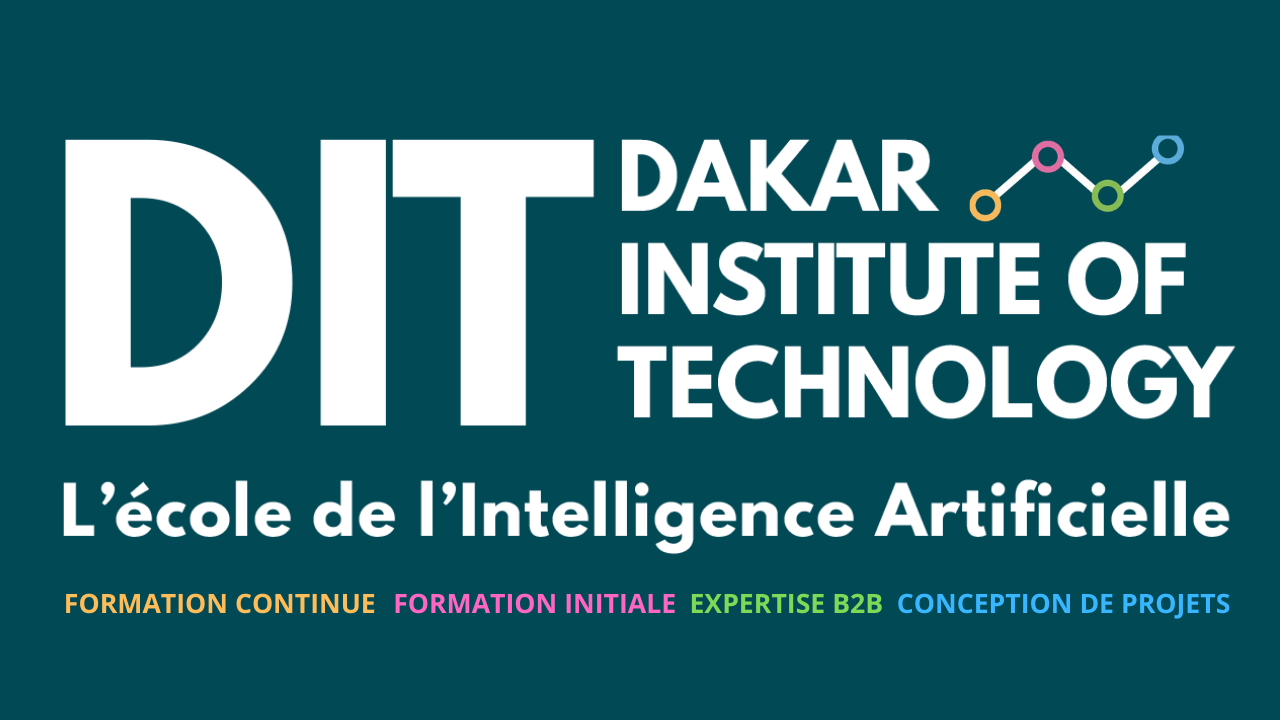 DIT
DAKAR
INSTITUTE OF
TECHNOLOGY
L’école de l’Intelligence Artificielle
FORMATION CONTINUE FORMATION INITIALE EXPERTISE B2B CONCEPTION DE PROJETS